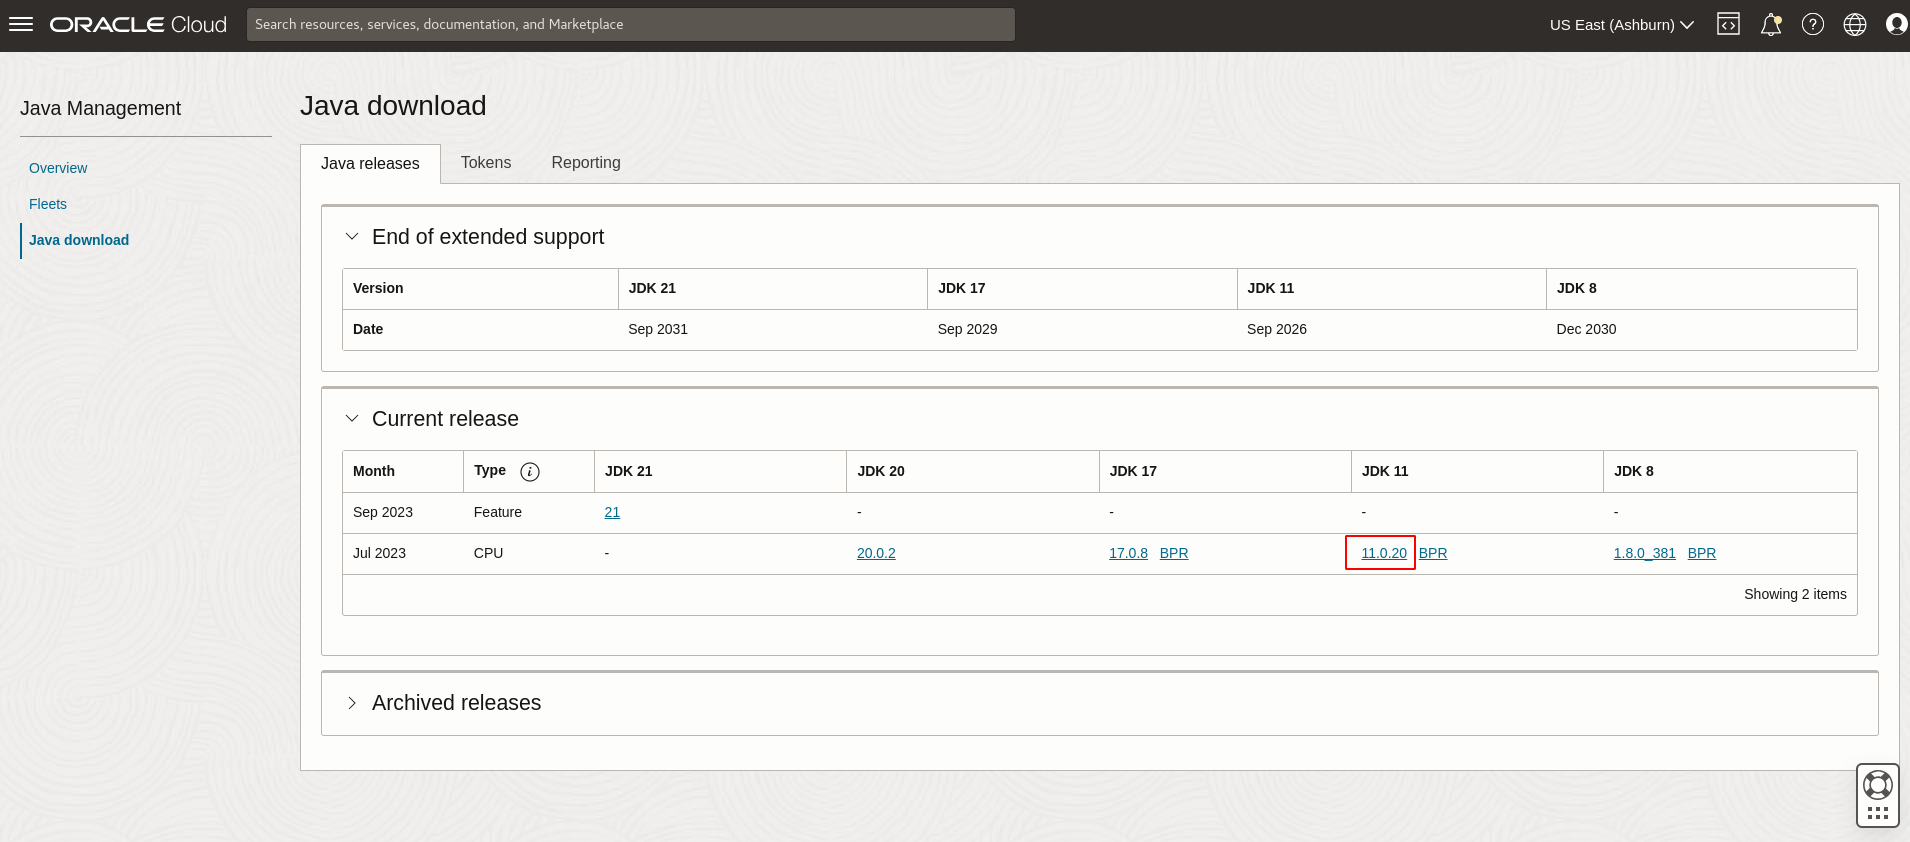 ORACLE Cloud
Search resources, services, documentation, and Marketplace
US East (Ashburn)
Java Management
Overview
Fleets
Java download
Java download
Java releases Tokens Reporting
End of extended support
Version JDK 21 JDK 17 JDK 11 JDK 8
Date Sep 2031 Sep 2029 Sep 2026 Dec 2030
Current release
Month Type i JDK 21 JDK 20 JDK 17 JDK 11 JDK 8
Sep 2023 Feature 21 - - - -
Jul 2023 CPU - 20.0.2 17.0.8 BPR 11.0.20 BPR 1.8.0_381 BPR
Showing 2 items
Archived releases